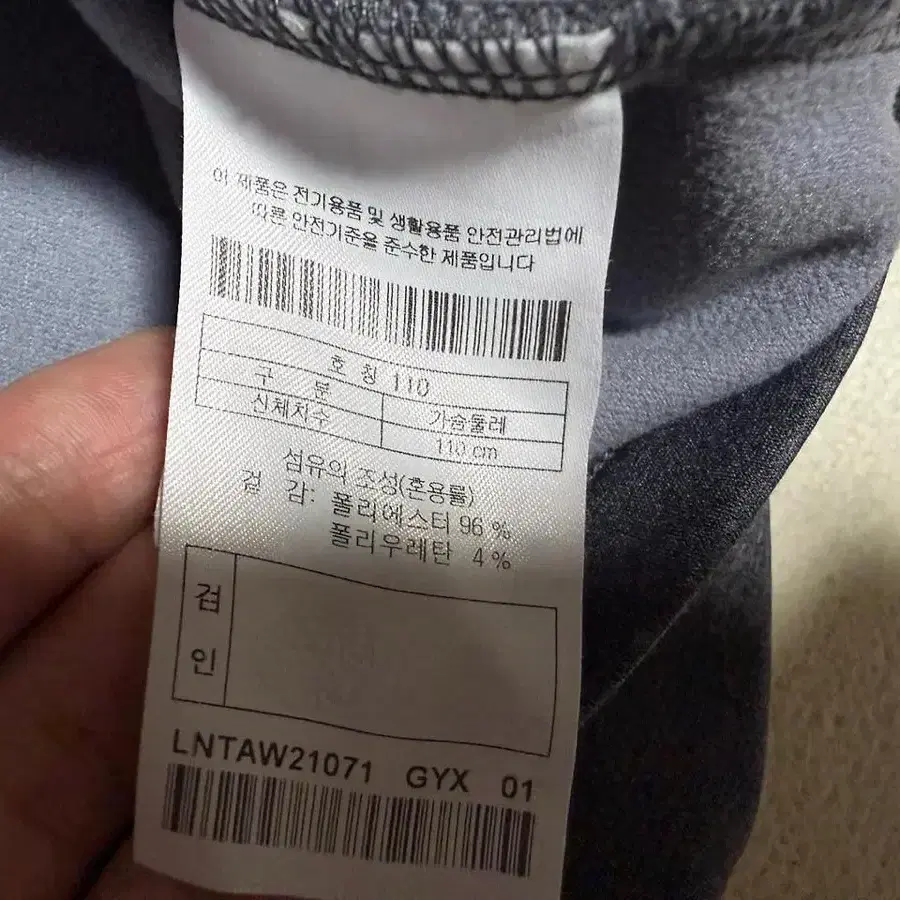 이 제품은 전기용품 및 생활용품 안전관리법에
따른 안전기준을 준수한 제품입니다
호 칭 110
구 분 가슴둘레
신체치수 110 cm
섬유의 조성(혼용률)
겉 감: 폴리에스터 96 %
폴리우레탄 4 %
검
인
LNTAW21071 GYX 01